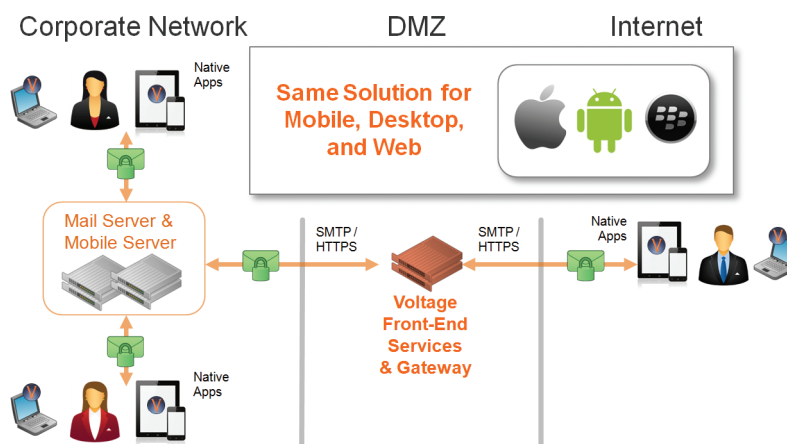 Corporate Network
DMZ
Internet
Native
Apps
Same Solution for
Mobile, Desktop,
and Web
Mail Server &
Mobile Server
SMTP /
HTTPS
SMTP /
HTTPS
Native
Apps
Voltage
Front-End
Services
& Gateway
Native
Apps